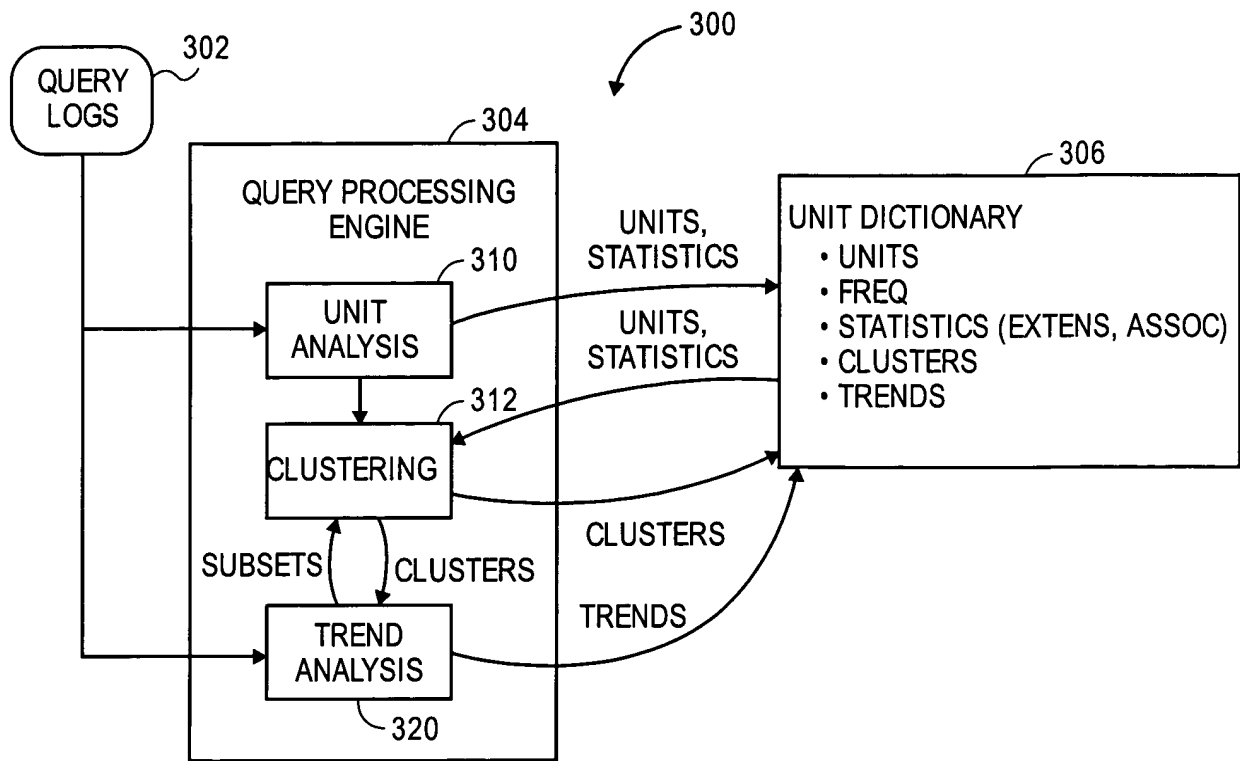 300
302
QUERY
LOGS
304
QUERY PROCESSING
ENGINE
310
UNIT
ANALYSIS
312
CLUSTERING
SUBSETS
CLUSTERS
TREND
ANALYSIS
320
UNITS,
STATISTICS
UNITS,
STATISTICS
CLUSTERS
TRENDS
306
UNIT DICTIONARY
• UNITS
• FREQ
• STATISTICS (EXTENS, ASSOC)
• CLUSTERS
• TRENDS